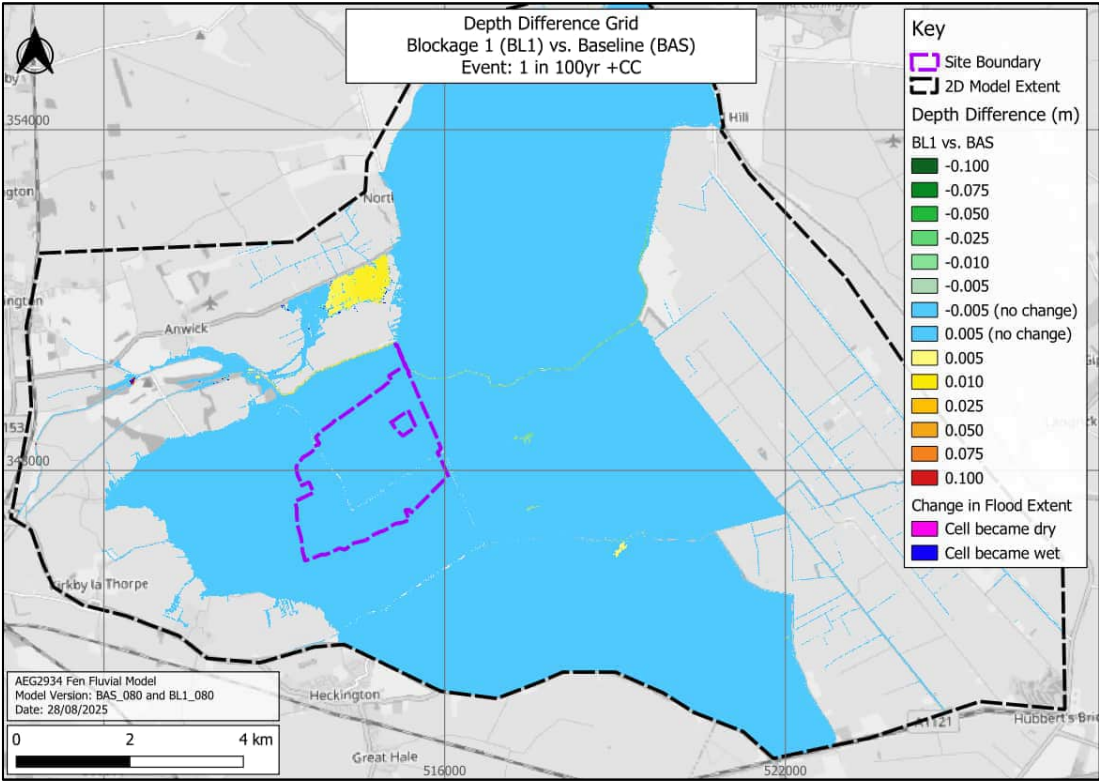 Depth Difference Grid
Blockage 1 (BL1) vs. Baseline (BAS)
Event: 1 in 100yr +CC
Key
Site Boundary
2D Model Extent
Depth Difference (m)
BL1 vs. BAS
-0.100
-0.075
-0.050
-0.025
-0.010
-0.005
-0.005 (no change)
0.005 (no change)
0.005
0.010
0.025
0.050
0.075
0.100
Change in Flood Extent
Cell became dry
Cell became wet
354000
Hill
North
Anwick
348000
Kirkby la Thorpe
Heckington
Great Hale
A1121
Hubbert's Bri
516000
522000
AEG2934 Fen Fluvial Model
Model Version: BAS_080 and BL1_080
Date: 28/08/2025
0 2 4 km